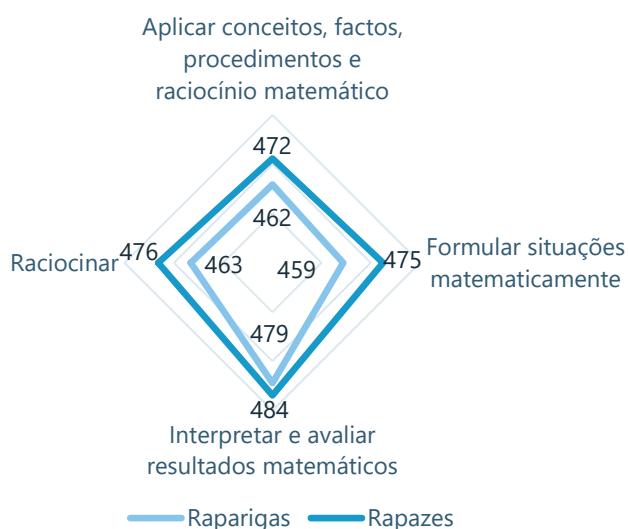 Aplicar conceitos, factos,
procedimentos e
raciocínio matemático
472
462
Raciocinar
476
463
459
475
Formular situações
matematicamente
479
484
Interpretar e avaliar
resultados matemáticos
Raparigas
Rapazes